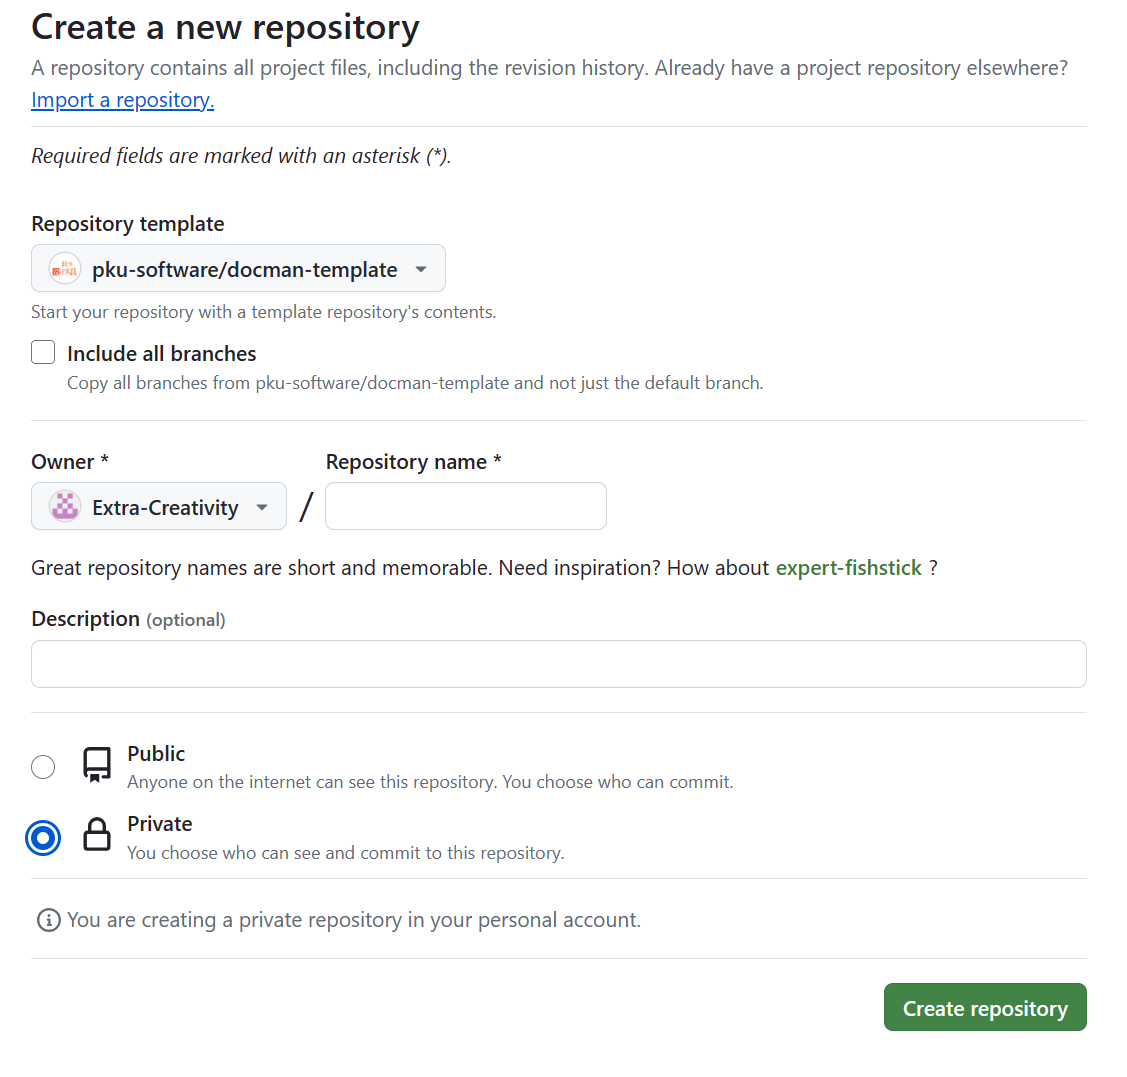 Create a new repository
A repository contains all project files, including the revision history. Already have a project repository elsewhere?
Import a repository.
Required fields are marked with an asterisk (*).
Repository template
pku-software/docman-template
Start your repository with a template repository's contents.
Include all branches
Copy all branches from pku-software/docman-template and not just the default branch.
Owner * Repository name *
Extra-Creativity /
Great repository names are short and memorable. Need inspiration? How about expert-fishstick ?
Description (optional)
Public
Anyone on the internet can see this repository. You choose who can commit.
Private
You choose who can see and commit to this repository.
You are creating a private repository in your personal account.
Create repository